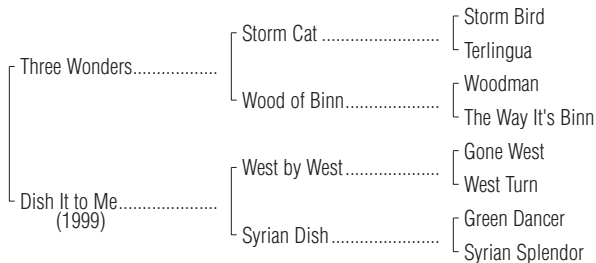 Storm Bird
Storm Cat ........................
Terlingua
Three Wonders.................
Woodman
Wood of Binn...................
The Way It's Binn
Gone West
West by West...................
West Turn
Dish It to Me....................
(1999)
Green Dancer
Syrian Dish......................
Syrian Splendor